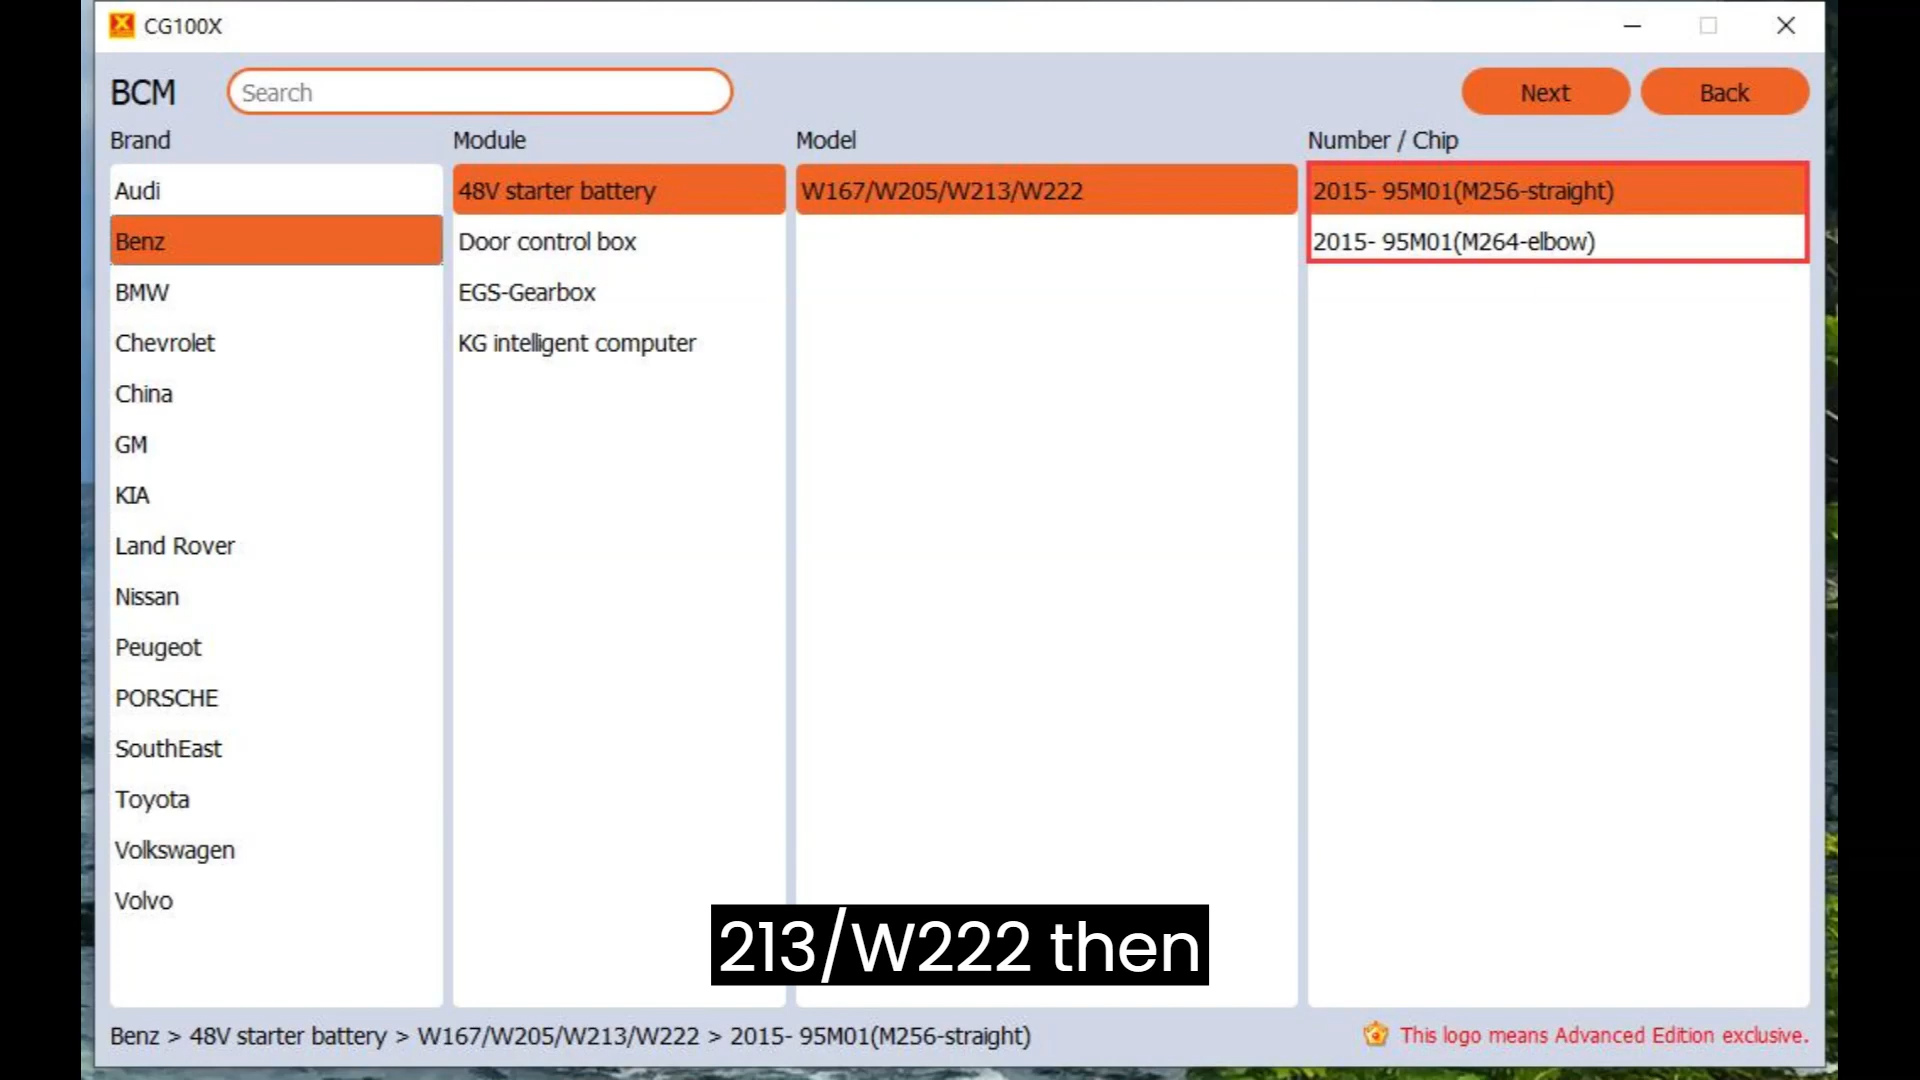 CG100X
BCM
Search
Next
Back
Brand
Module
Model
Number / Chip
Audi
Benz
BMW
Chevrolet
China
GM
KIA
Land Rover
Nissan
Peugeot
PORSCHE
SouthEast
Toyota
Volkswagen
Volvo
48V starter battery
Door control box
EGS-Gearbox
KG intelligent computer
W167/W205/W213/W222
2015- 95M01(M256-straight)
2015- 95M01(M264-elbow)
213/W222 then
Benz > 48V starter battery > W167/W205/W213/W222 > 2015- 95M01(M256-straight)
This logo means Advanced Edition exclusive.